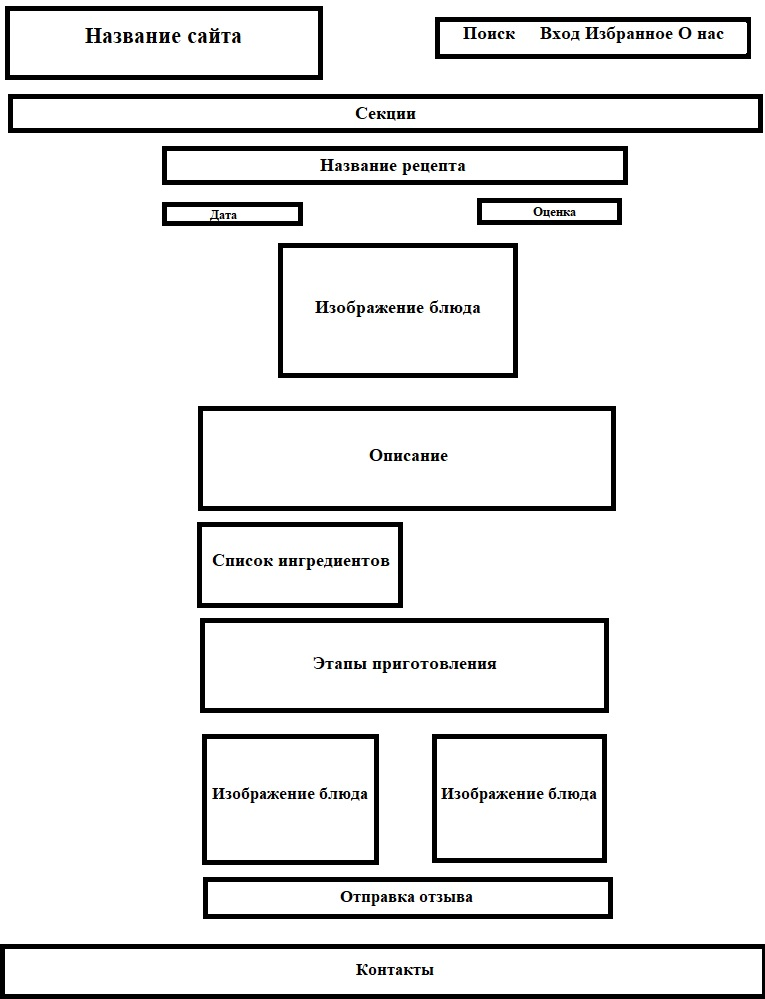 Название сайта
Поиск Вход Избранное О нас
Секции
Название рецепта
Дата
Оценка
Изображение блюда
Описание
Список ингредиентов
Этапы приготовления
Изображение блюда
Изображение блюда
Отправка отзыва
Контакты